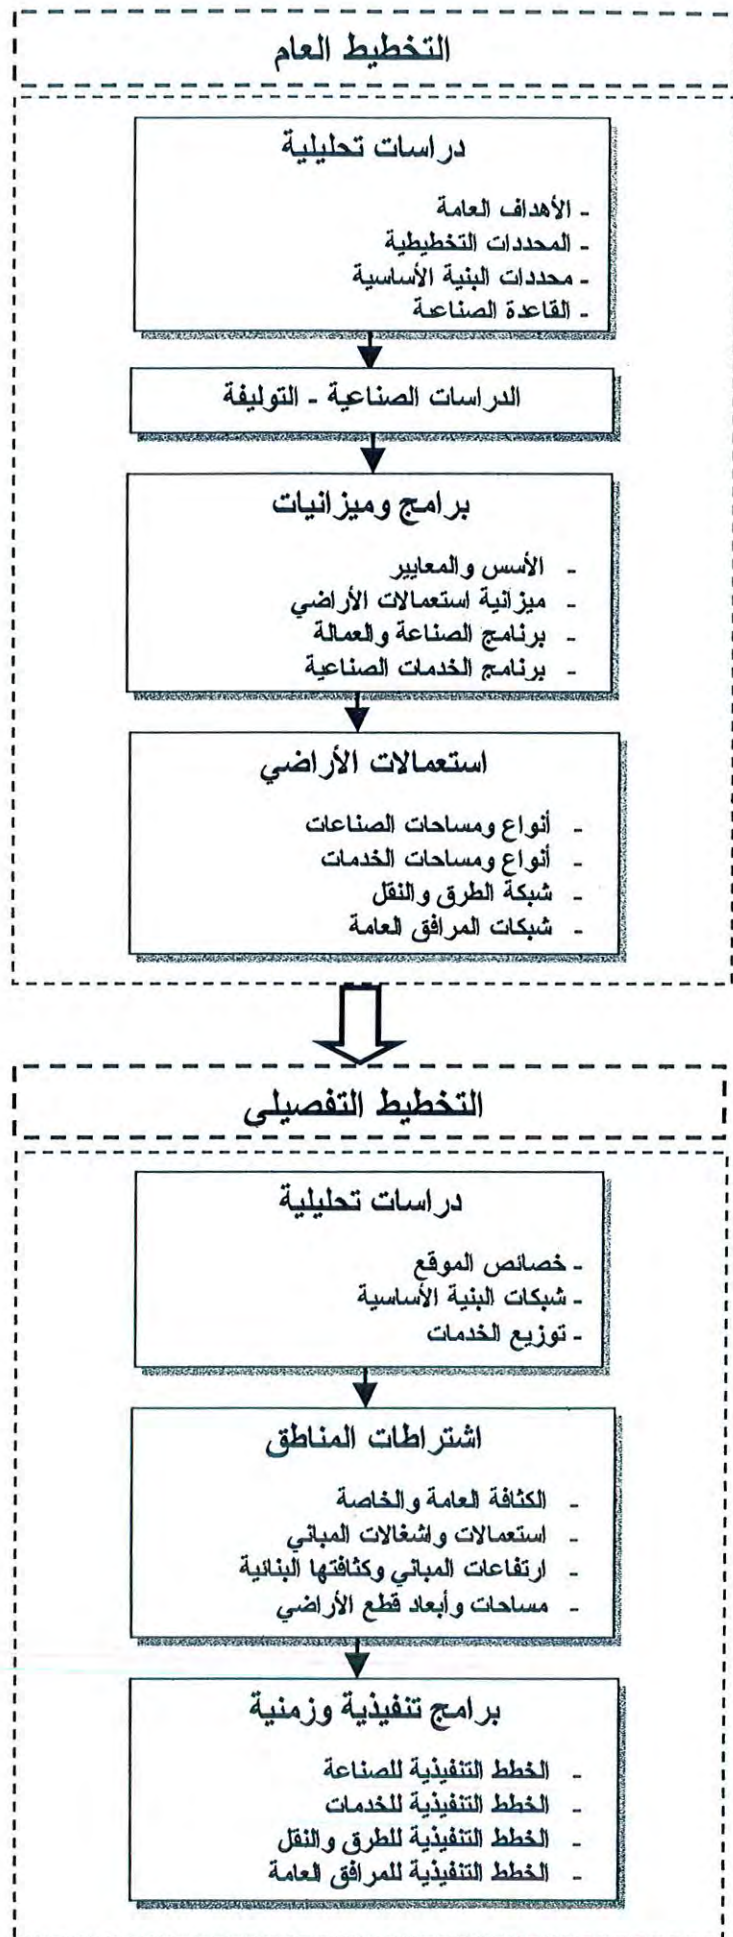 التخطيط العام
دراسات تحليلية
- الأهداف العامة
- المحددات التخطيطية
- محددات البنية الأساسية
- القاعدة الصناعية
الدراسات الصناعية - التوليفة
برامج وميزانيات
- الأسس والمعايير
- ميزانية استعمالات الأراضي
- برنامج الصناعة والعمالة
- برنامج الخدمات الصناعية
استعمالات الأراضي
- أنواع ومساحات الصناعات
- أنواع ومساحات الخدمات
- شبكة الطرق والنقل
- شبكات المرافق العامة
التخطيط التفصيلي
دراسات تحليلية
- خصائص الموقع
- شبكات البنية الأساسية
- توزيع الخدمات
اشتراطات المناطق
- الكثافة العامة والخاصة
- استعمالات واشغالات المباني
- ارتفاعات المباني وكثافتها البنائية
- مساحات وأبعاد قطع الأراضي
برامج تنفيذية وزمنية
- الخطط التنفيذية للصناعة
- الخطط التنفيذية للخدمات
- الخطط التنفيذية للطرق والنقل
- الخطط التنفيذية للمرافق العامة